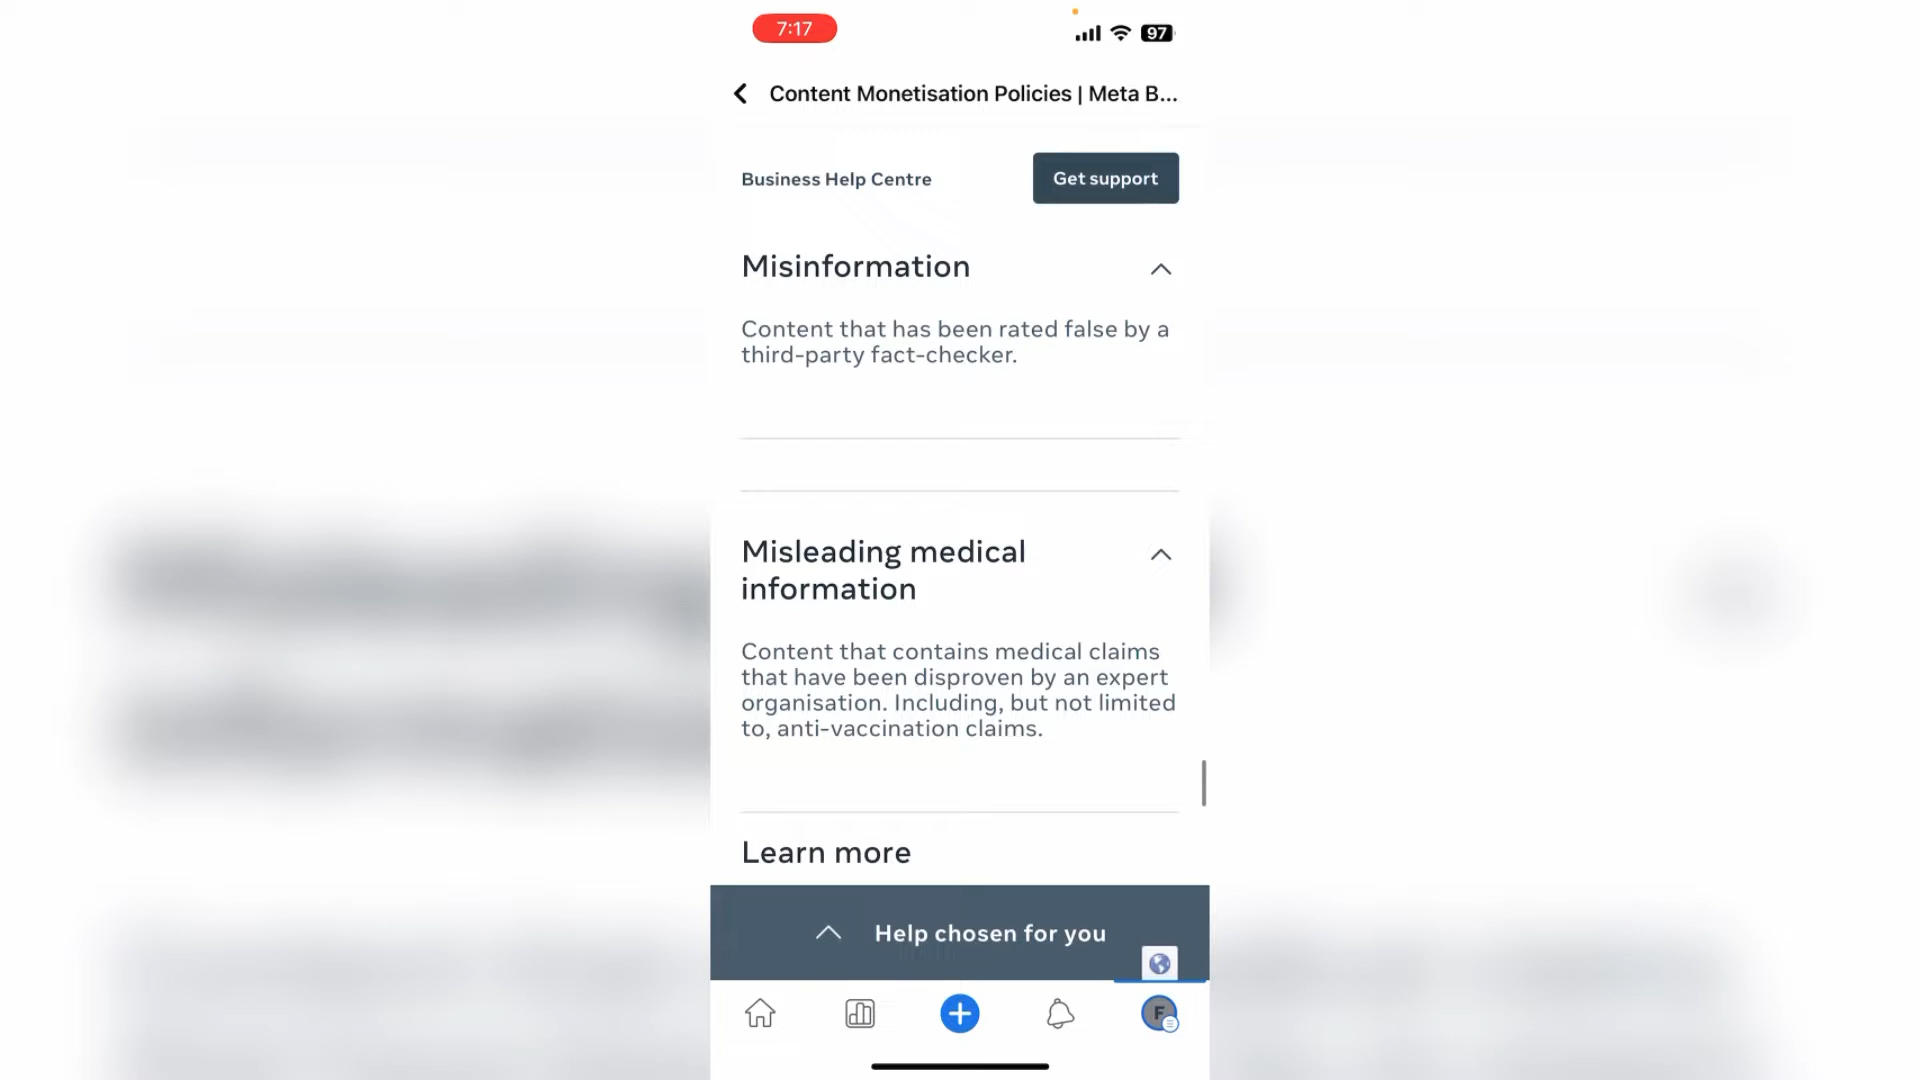 7:17
97
Content Monetisation Policies | Meta B...
Business Help Centre
Get support
Misinformation
Content that has been rated false by a
third-party fact-checker.
Misleading medical
information
Content that contains medical claims
that have been disproven by an expert
organisation. Including, but not limited
to, anti-vaccination claims.
Learn more
Help chosen for you
F